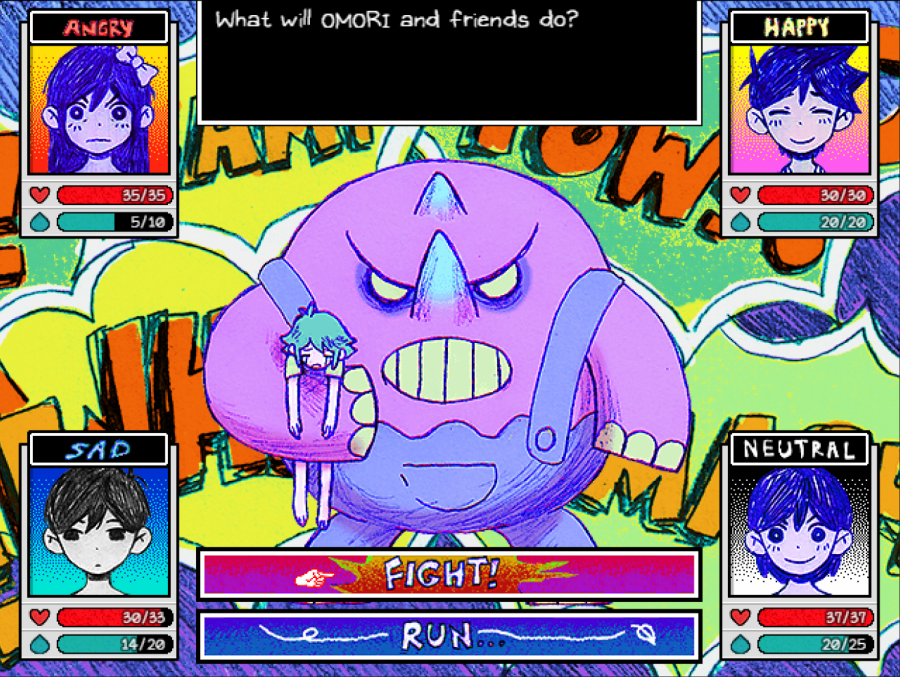 What will OMORI and friends do?
ANGRY
35/35
5/10
HAPPY
30/30
20/20
SAD
30/33
14/20
NEUTRAL
37/37
20/25
FIGHT!
RUN...